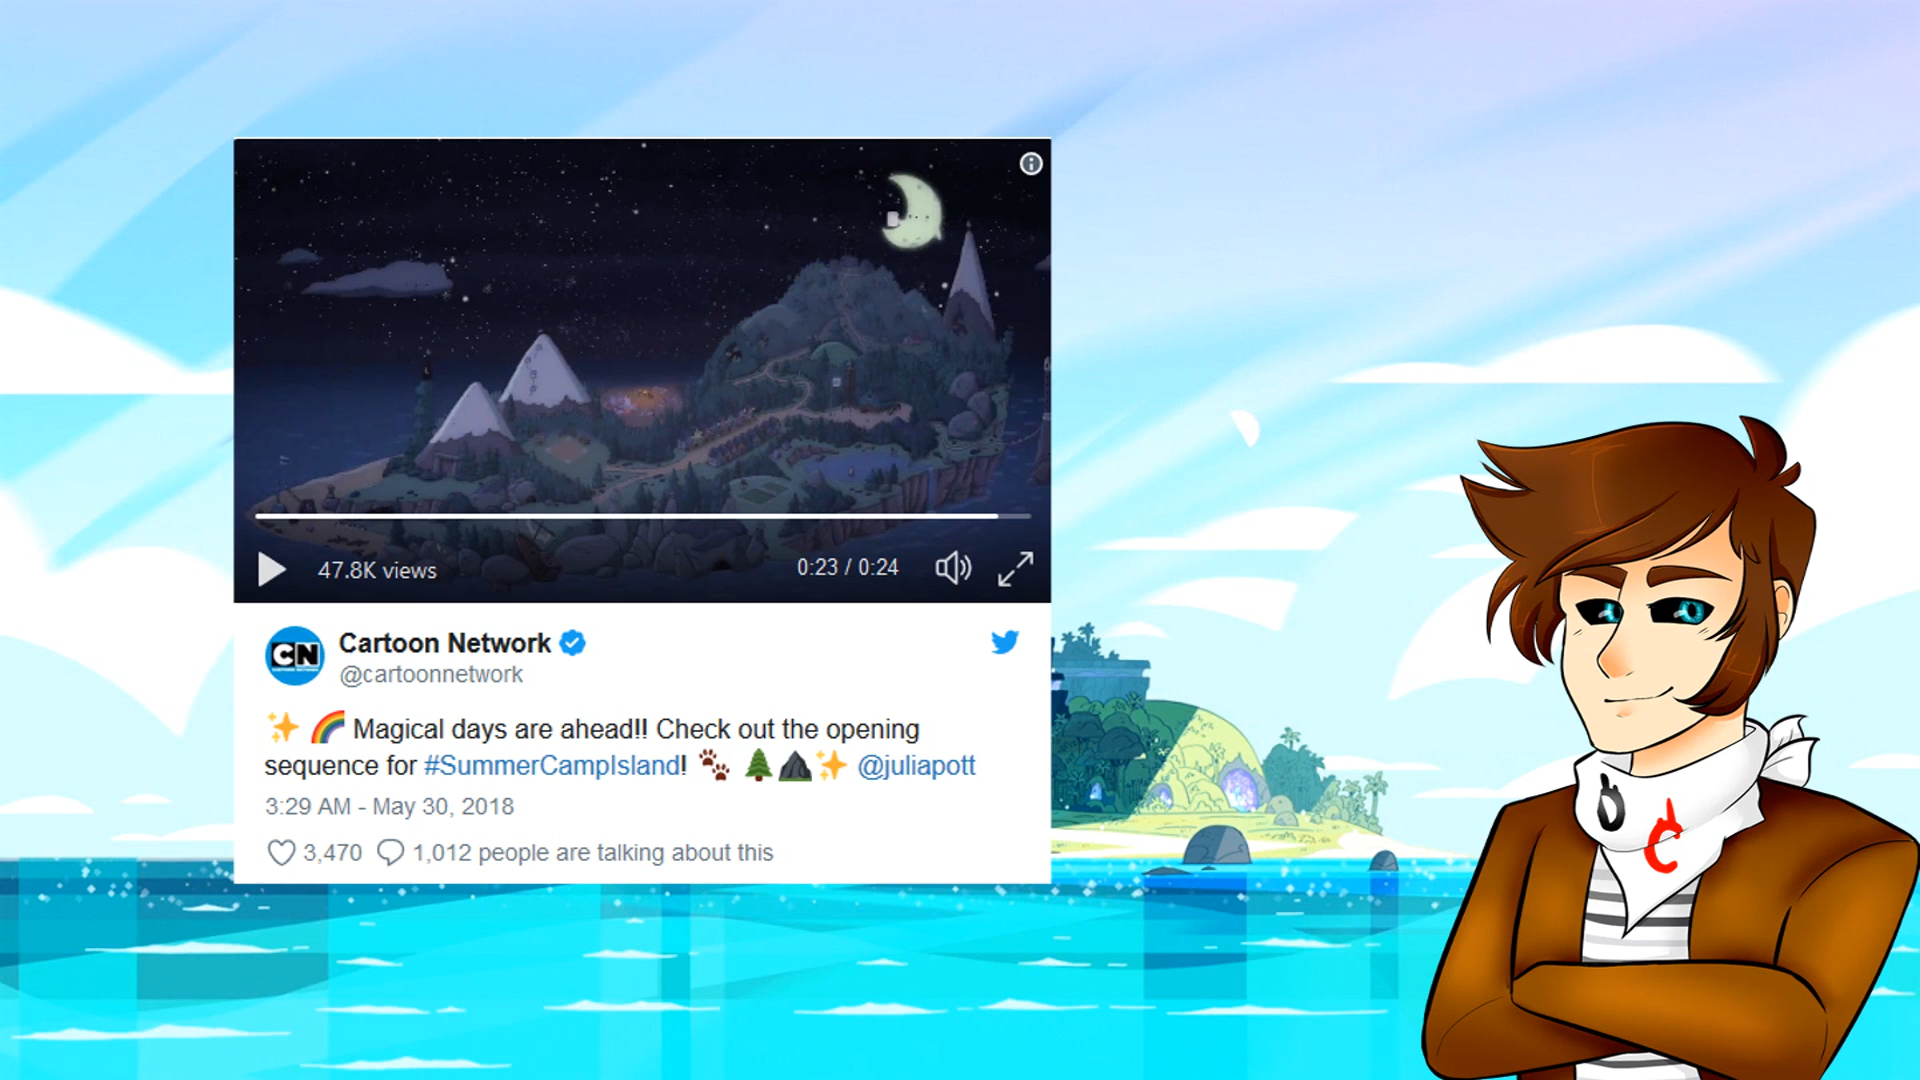 47.8K views
0:23 / 0:24
CN
CARTOON NETWORK
Cartoon Network
@cartoonnetwork
✨ 🌈 Magical days are ahead!! Check out the opening
sequence for #SummerCampIsland! 🐾 🌲⛰️✨ @juliapott
3:29 AM - May 30, 2018
3,470 1,012 people are talking about this